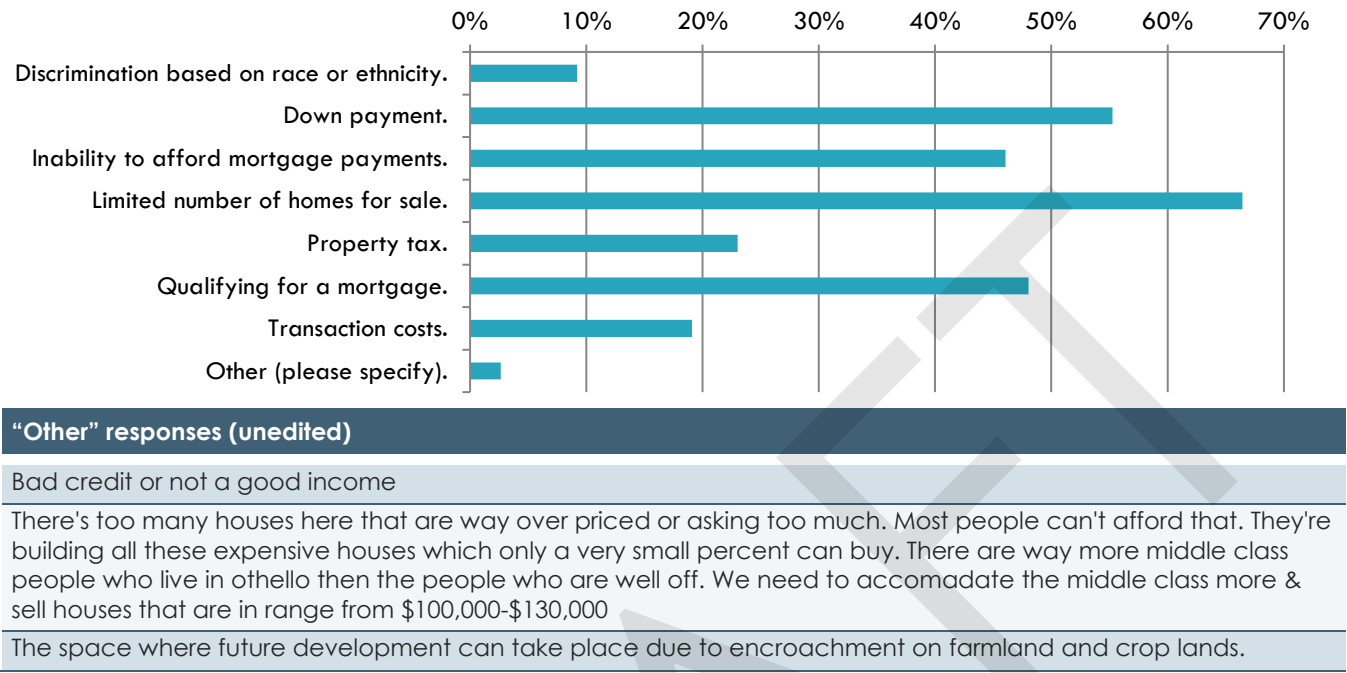 0% 10% 20% 30% 40% 50% 60% 70%
Discrimination based on race or ethnicity.
Down payment.
Inability to afford mortgage payments.
Limited number of homes for sale.
Property tax.
Qualifying for a mortgage.
Transaction costs.
Other (please specify).
“Other” responses (unedited)
Bad credit or not a good income
There's too many houses here that are way over priced or asking too much. Most people can't afford that. They're
building all these expensive houses which only a very small percent can buy. There are way more middle class
people who live in othello then the people who are well off. We need to accomadate the middle class more &
sell houses that are in range from $100,000-$130,000
The space where future development can take place due to encroachment on farmland and crop lands.